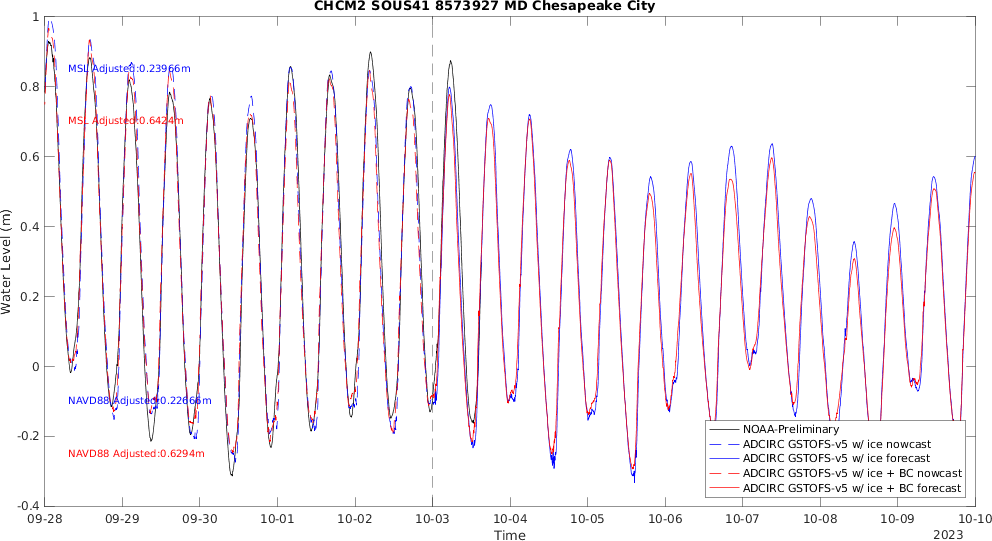 CHCM2 SOUS41 8573927 MD Chesapeake City
Water Level (m)
1
0.8
0.6
0.4
0.2
0
-0.2
-0.4
MSL Adjusted:0.23966m
MSL Adjusted:0.6424m
NAVD88 Adjusted:0.22666m
NAVD88 Adjusted:0.6294m
NOAA-Preliminary
ADCIRC GSTOFS-v5 w/ ice nowcast
ADCIRC GSTOFS-v5 w/ ice forecast
ADCIRC GSTOFS-v5 w/ ice + BC nowcast
ADCIRC GSTOFS-v5 w/ ice + BC forecast
09-28 09-29 09-30 10-01 10-02 10-03 10-04 10-05 10-06 10-07 10-08 10-09 10-10
Time
2023